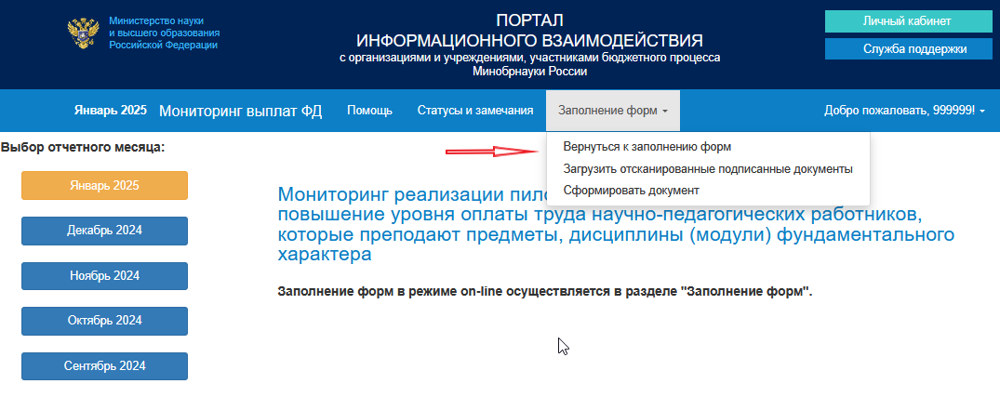 Министерство науки
и высшего образования
Российской Федерации
ПОРТАЛ
ИНФОРМАЦИОННОГО ВЗАИМОДЕЙСТВИЯ
с организациями и учреждениями, участниками бюджетного процесса
Минобрнауки России
Личный кабинет
Служба поддержки
Январь 2025 Мониторинг выплат ФД Помощь Статусы и замечания Заполнение форм Добро пожаловать, 999999!
Выбор отчетного месяца:
Январь 2025
Декабрь 2024
Ноябрь 2024
Октябрь 2024
Сентябрь 2024
Вернуться к заполнению форм
Загрузить отсканированные подписанные документы
Сформировать документ
Мониторинг реализации
повышение уровня оплаты труда научно-педагогических работников,
которые преподают предметы, дисциплины (модули) фундаментального
характера
Заполнение форм в режиме on-line осуществляется в разделе "Заполнение форм".